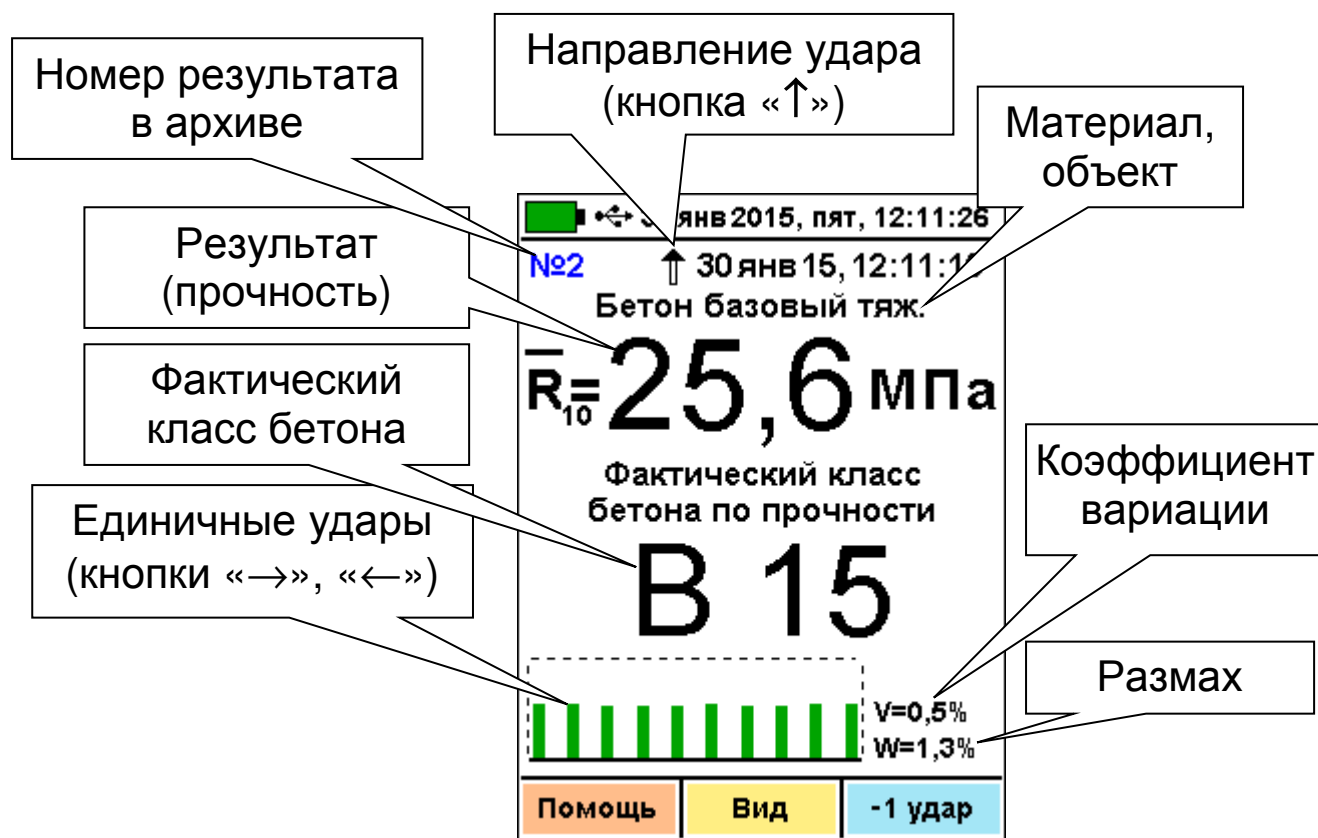 Направление удара
(кнопка «↑»)
Номер результата
в архиве
Материал,
объект
Результат
(прочность)
Фактический
класс бетона
Единичные удары
(кнопки «→», «←»)
Коэффициент
вариации
Размах
янв 2015, пят, 12:11:26
№2 ⇑ 30 янв 15, 12:11:1
Бетон базовый тяж.
R̅10=25,6 МПа
Фактический класс
бетона по прочности
В 15
V=0,5%
W=1,3%
Помощь Вид -1 удар